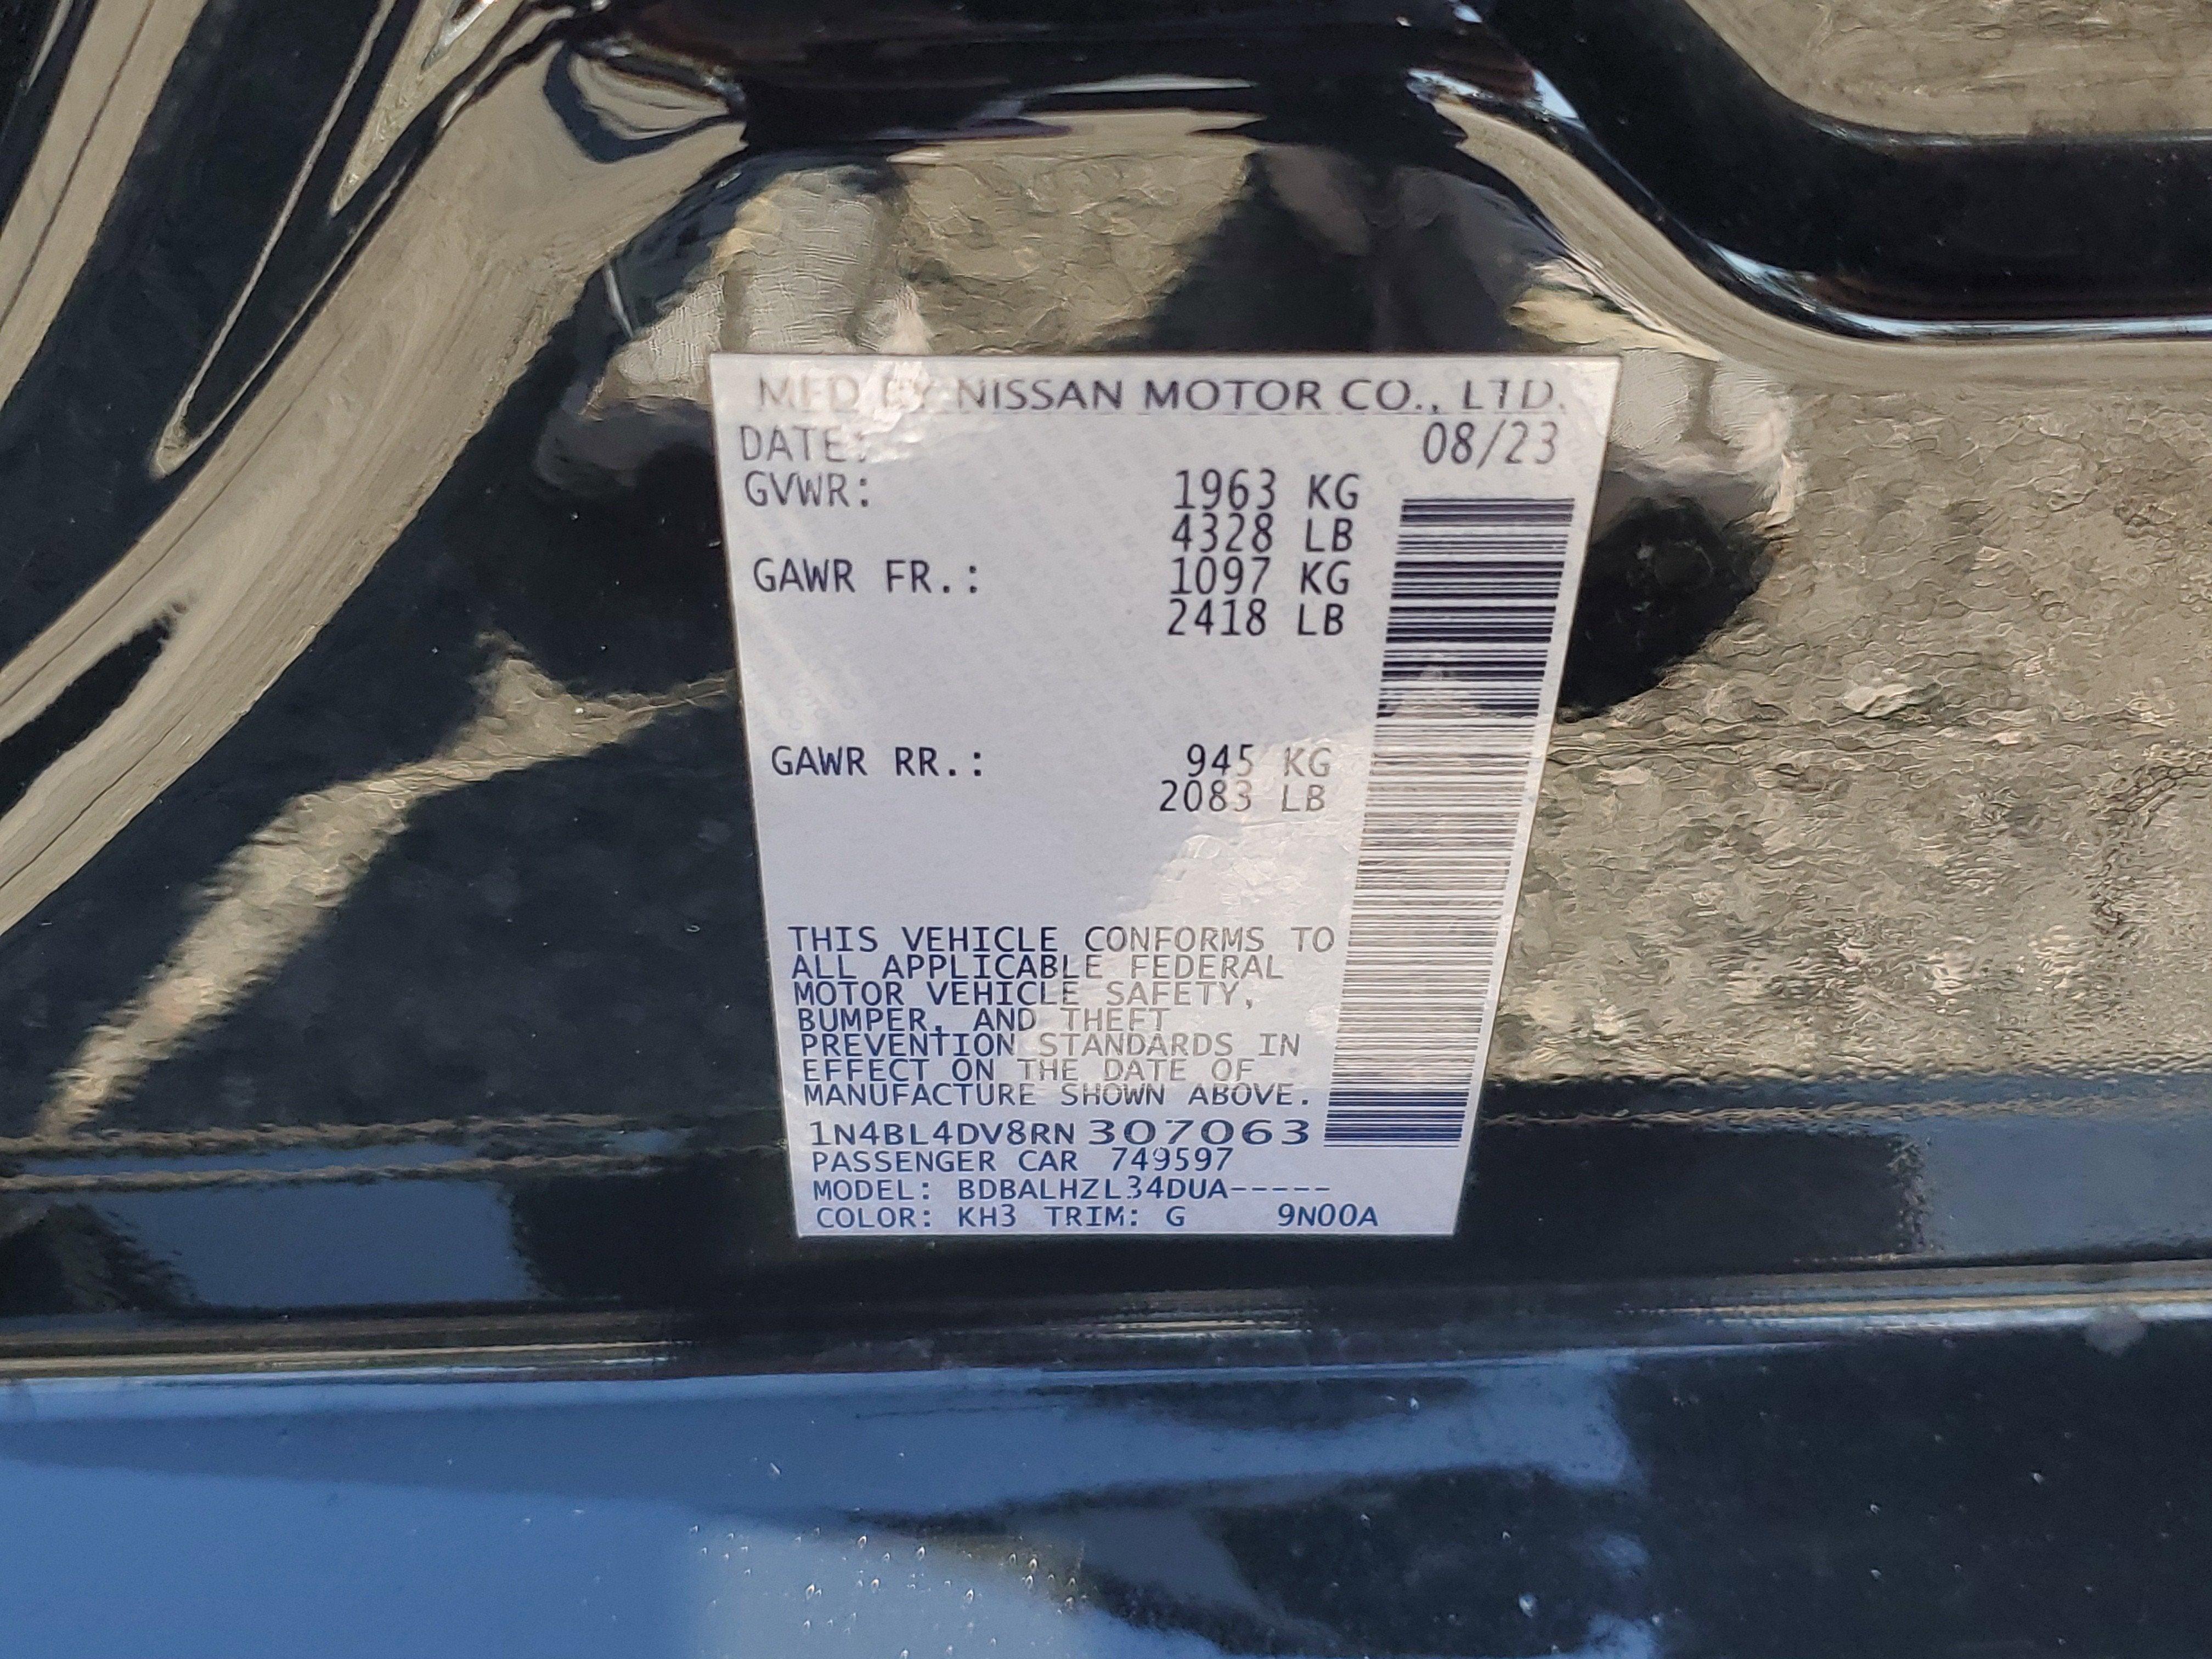 MFD BY NISSAN MOTOR CO., LTD.
DATE: 08/23
GVWR: 1963 KG
4328 LB
GAWR FR.: 1097 KG
2418 LB
GAWR RR.: 945 KG
2083 LB
THIS VEHICLE CONFORMS TO
ALL APPLICABLE FEDERAL
MOTOR VEHICLE SAFETY,
BUMPER, AND THEFT
PREVENTION STANDARDS IN
EFFECT ON THE DATE OF
MANUFACTURE SHOWN ABOVE.
1N4BL4DV8RN307063
PASSENGER CAR 749597
MODEL: BDBALHZL34DUA-----
COLOR: KH3 TRIM: G 9N00A